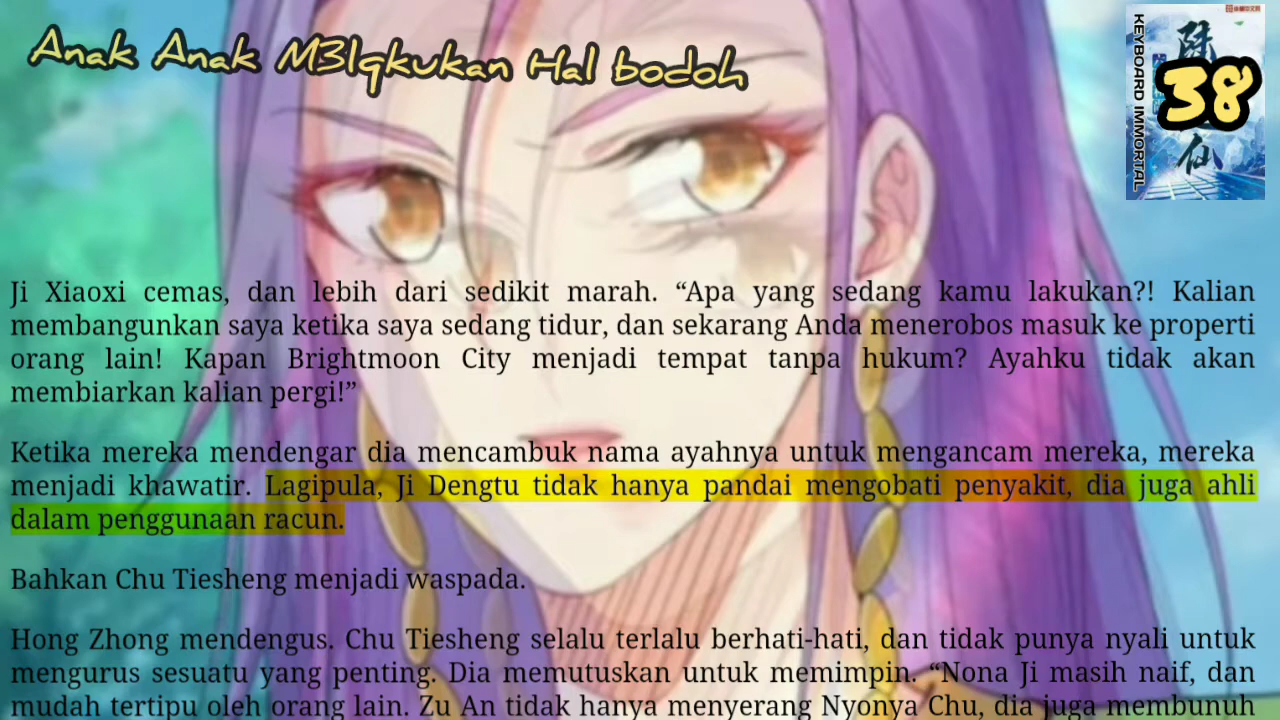 Anak Anak M3lqkukan Hal bodoh
KEYBOARD IMMORTAL
38
仙
Ji Xiaoxi cemas, dan lebih dari sedikit marah. “Apa yang sedang kamu lakukan?! Kalian
membangunkan saya ketika saya sedang tidur, dan sekarang Anda menerobos masuk ke properti
orang lain! Kapan Brightmoon City menjadi tempat tanpa hukum? Ayahku tidak akan
membiarkan kalian pergi!”
Ketika mereka mendengar dia mencambuk nama ayahnya untuk mengancam mereka, mereka
menjadi khawatir. Lagipula, Ji Dengtu tidak hanya pandai mengobati penyakit, dia juga ahli
dalam penggunaan racun.
Bahkan Chu Tiesheng menjadi waspada.
Hong Zhong mendengus. Chu Tiesheng selalu terlalu berhati-hati, dan tidak punya nyali untuk
mengurus sesuatu yang penting. Dia memutuskan untuk memimpin. “Nona Ji masih naif, dan
mudah tertipu oleh orang lain. Zu An tidak hanya menyerang Nyonya Chu, dia juga membunuh